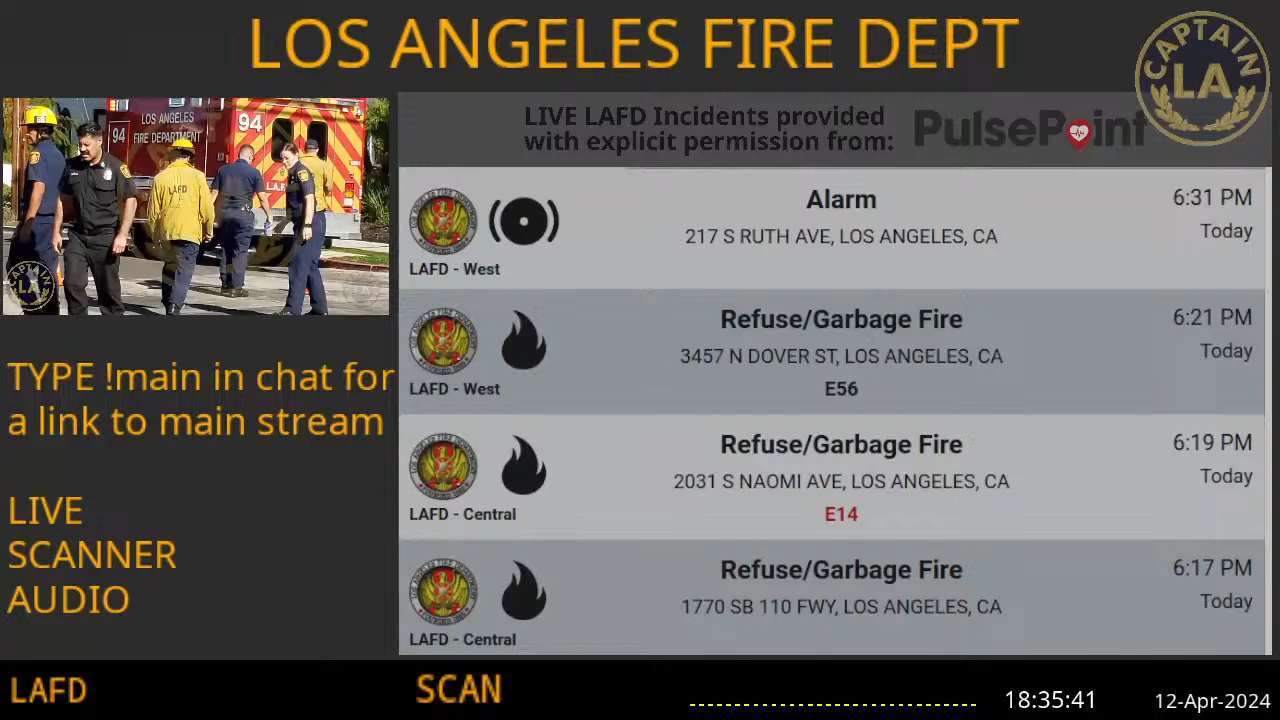 LOS ANGELES FIRE DEPT
CAPTAIN
LA
LIVE LAFD Incidents provided
with explicit permission from:
PulsePoint
94
LOS ANGELES
FIRE DEPARTMENT
94
LAFD
L.A.F.
CAPTAIN
LA
Alarm
6:31 PM
217 S RUTH AVE, LOS ANGELES, CA
Today
LAFD - West
Refuse/Garbage Fire
6:21 PM
3457 N DOVER ST, LOS ANGELES, CA
Today
E56
LAFD - West
Refuse/Garbage Fire
6:19 PM
2031 S NAOMI AVE, LOS ANGELES, CA
Today
E14
LAFD - Central
Refuse/Garbage Fire
6:17 PM
1770 SB 110 FWY, LOS ANGELES, CA
Today
LAFD - Central
TYPE !main in chat for
a link to main stream
LIVE
SCANNER
AUDIO
LAFD
SCAN
18:35:41
12-Apr-2024